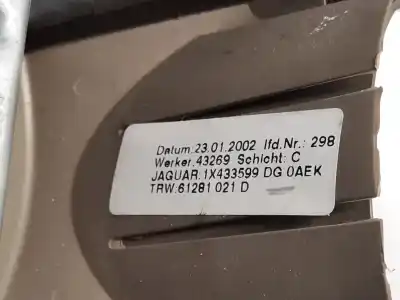 Datum:23.01.2002 lfd.Nr.: 298
Werker:43269 Schicht: C
JAGUAR:1X433599 DG 0AEK
TRW:61281 021 D